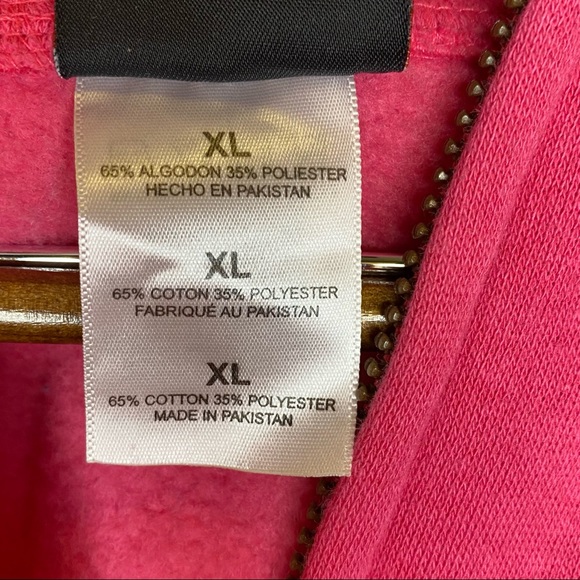 XL
65% ALGODON 35% POLIESTER
HECHO EN PAKISTAN
XL
65% COTON 35% POLYESTER
FABRIQUÉ AU PAKISTAN
XL
65% COTTON 35% POLYESTER
MADE IN PAKISTAN